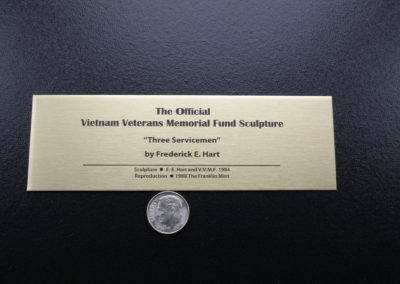 The Official
Vietnam Veterans Memorial Fund Sculpture
"Three Servicemen"
by Frederick E. Hart
Sculpture • F. E. Hart and V.V.M.F. 1984
Reproduction • 1988 The Franklin Mint